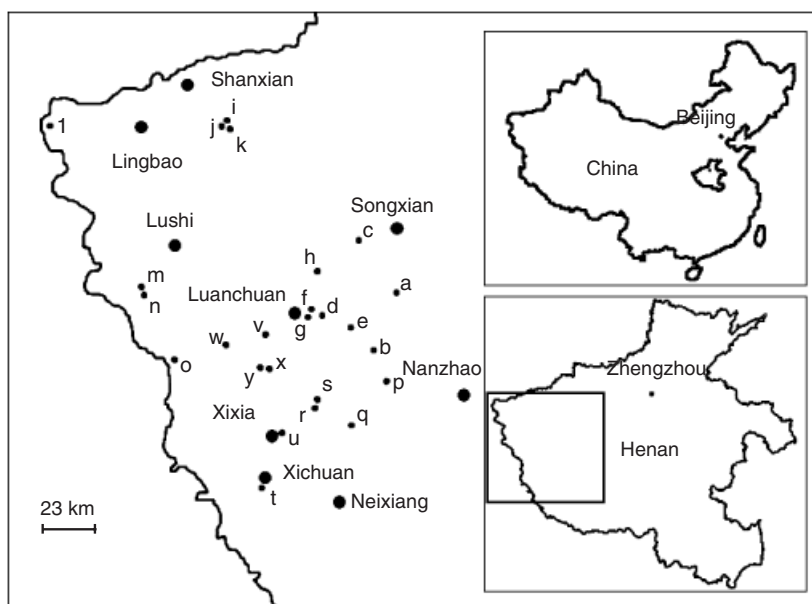 Shanxian
i
1
j
k
Lingbao
Lushi
Songxian
c
h
m
n
a
Luanchuan
f
d
g
e
v
w
b
o
y
x
Nanzhao
p
s
r
Xixia
q
u
Xichuan
t
Neixiang
23 km
Beijing
China
Zhengzhou
Henan